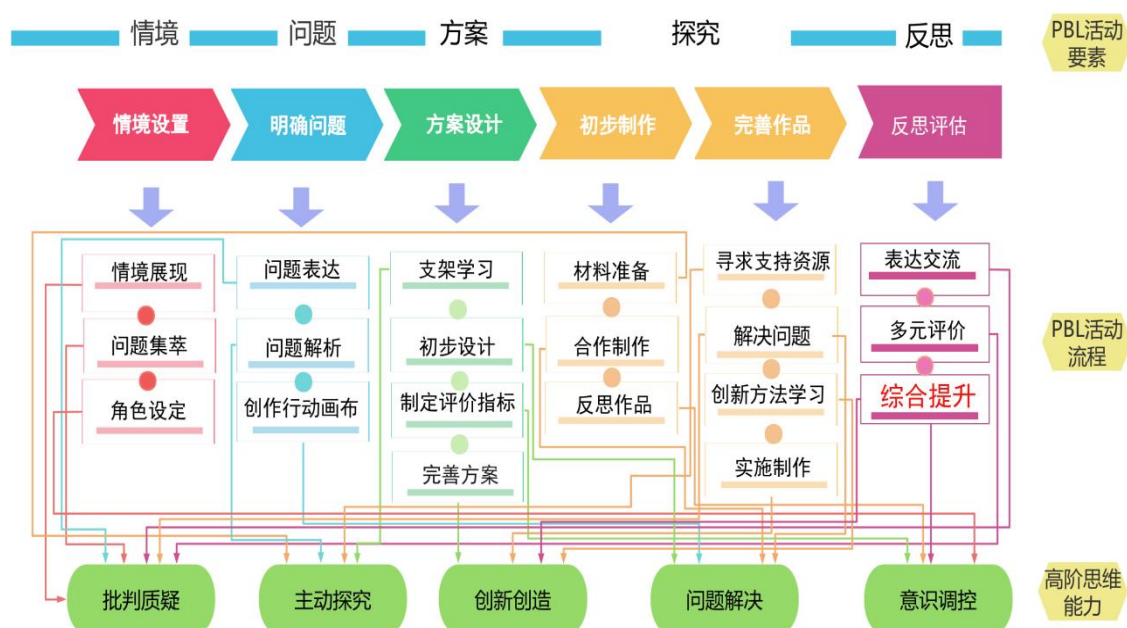 情境 问题 方案 探究 反思
PBL活动
要素
情境设置 明确问题 方案设计 初步制作 完善作品 反思评估
情境展现
问题集萃
角色设定
问题表达
问题解析
创作行动画布
支架学习
初步设计
制定评价指标
完善方案
材料准备
合作制作
反思作品
寻求支持资源
解决问题
创新方法学习
实施制作
表达交流
多元评价
综合提升
PBL活动
流程
批判质疑 主动探究 创新创造 问题解决 意识调控
高阶思维
能力